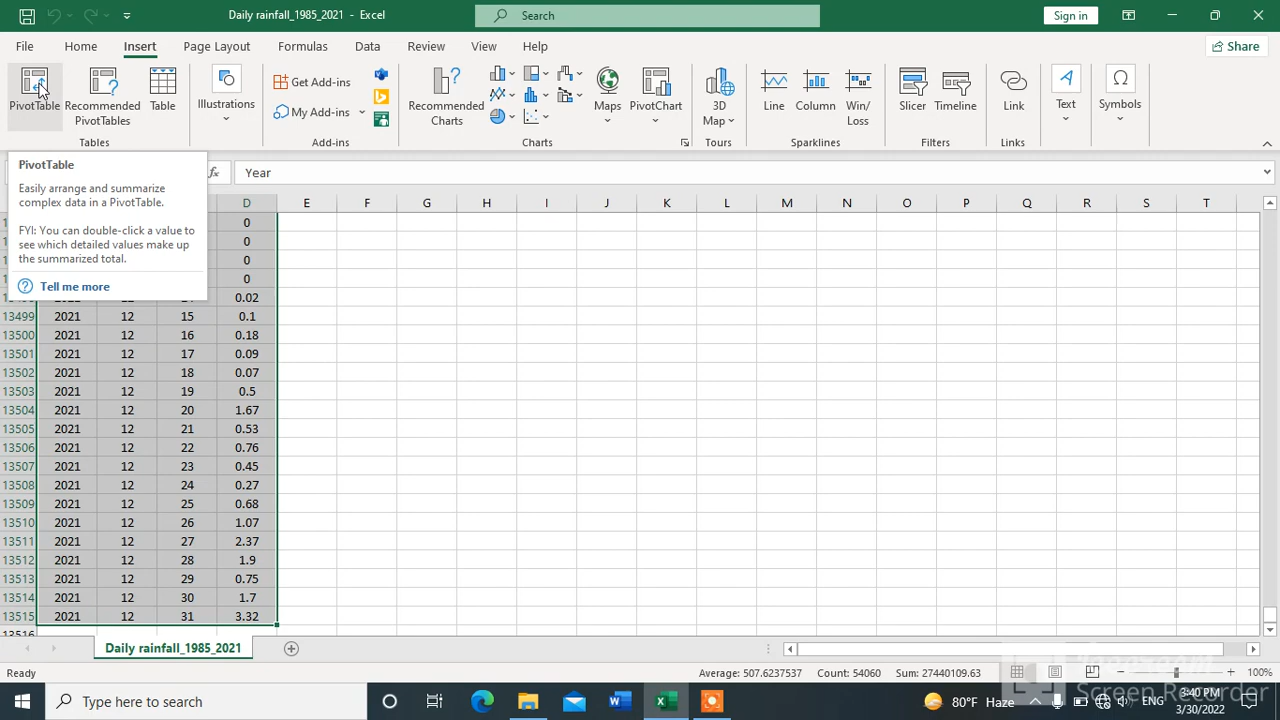 Daily rainfall_1985_2021 - Excel
Search
Sign in
File Home Insert Page Layout Formulas Data Review View Help
Share
PivotTable
Recommended PivotTables
Table
Illustrations
Get Add-ins
My Add-ins
Recommended Charts
Maps
PivotChart
3D Map
Line
Column
Win/Loss
Slicer
Timeline
Link
Text
Symbols
Tables Add-ins Charts Tours Sparklines Filters Links
fx Year
PivotTable
Easily arrange and summarize
complex data in a PivotTable.
FYI: You can double-click a value to
see which detailed values make up
the summarized total.
Tell me more
D E F G H I J K L M N O P Q R S T
0
0
0
0
0.02
13499 2021 12 15 0.1
13500 2021 12 16 0.18
13501 2021 12 17 0.09
13502 2021 12 18 0.07
13503 2021 12 19 0.5
13504 2021 12 20 1.67
13505 2021 12 21 0.53
13506 2021 12 22 0.76
13507 2021 12 23 0.45
13508 2021 12 24 0.27
13509 2021 12 25 0.68
13510 2021 12 26 1.07
13511 2021 12 27 2.37
13512 2021 12 28 1.9
13513 2021 12 29 0.75
13514 2021 12 30 1.7
13515 2021 12 31 3.32
13516
Daily rainfall_1985_2021
Ready
Average: 507.6237537 Count: 54060 Sum: 27440109.63
100%
Screen Recorder
Type here to search
80°F Haze
ENG
3:40 PM
3/30/2022